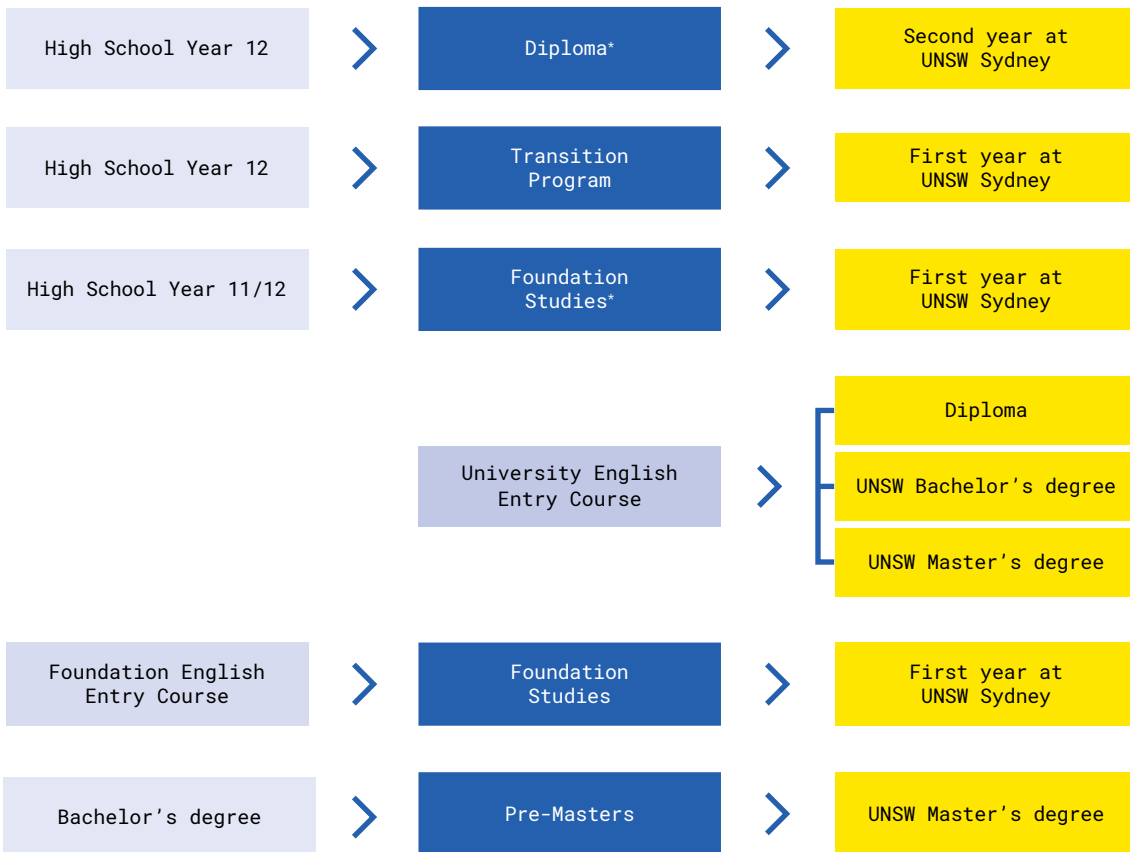 High School Year 12
Diploma*
Second year at
UNSW Sydney
High School Year 12
Transition
Program
First year at
UNSW Sydney
High School Year 11/12
Foundation
Studies*
First year at
UNSW Sydney
University English
Entry Course
Diploma
UNSW Bachelor’s degree
UNSW Master’s degree
Foundation English
Entry Course
Foundation
Studies
First year at
UNSW Sydney
Bachelor’s degree
Pre-Masters
UNSW Master’s degree